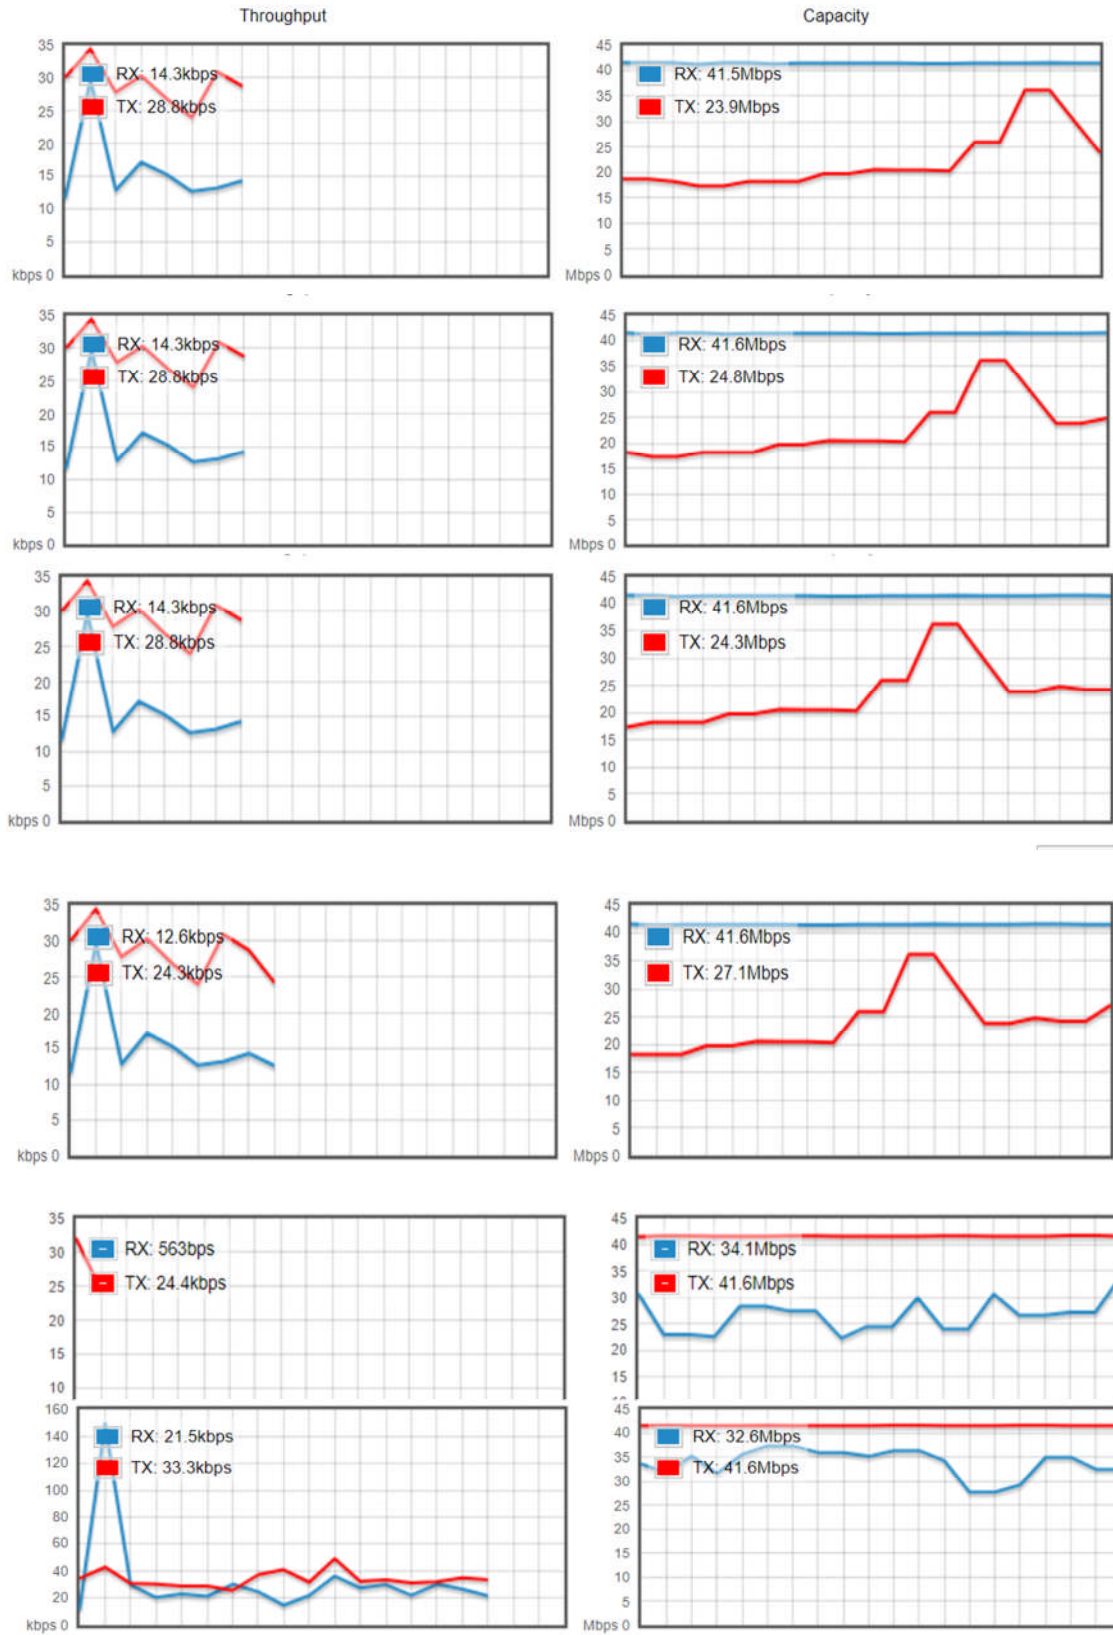 Throughput
Capacity
35
30
25
20
15
10
5
kbps 0
RX: 14.3kbps
TX: 28.8kbps
45
40
35
30
25
20
15
10
5
Mbps 0
RX: 41.5Mbps
TX: 23.9Mbps
35
30
25
20
15
10
5
kbps 0
RX: 14.3kbps
TX: 28.8kbps
45
40
35
30
25
20
15
10
5
Mbps 0
RX: 41.6Mbps
TX: 24.8Mbps
35
30
25
20
15
10
5
kbps 0
RX: 14.3kbps
TX: 28.8kbps
45
40
35
30
25
20
15
10
5
Mbps 0
RX: 41.6Mbps
TX: 24.3Mbps
35
30
25
20
15
10
5
kbps 0
RX: 12.6kbps
TX: 24.3kbps
45
40
35
30
25
20
15
10
5
Mbps 0
RX: 41.6Mbps
TX: 27.1Mbps
35
30
25
20
15
10
RX: 563bps
TX: 24.4kbps
45
40
35
30
25
20
15
RX: 34.1Mbps
TX: 41.6Mbps
160
140
120
100
80
60
40
20
kbps 0
RX: 21.5kbps
TX: 33.3kbps
45
40
35
30
25
20
15
10
5
Mbps 0
RX: 32.6Mbps
TX: 41.6Mbps